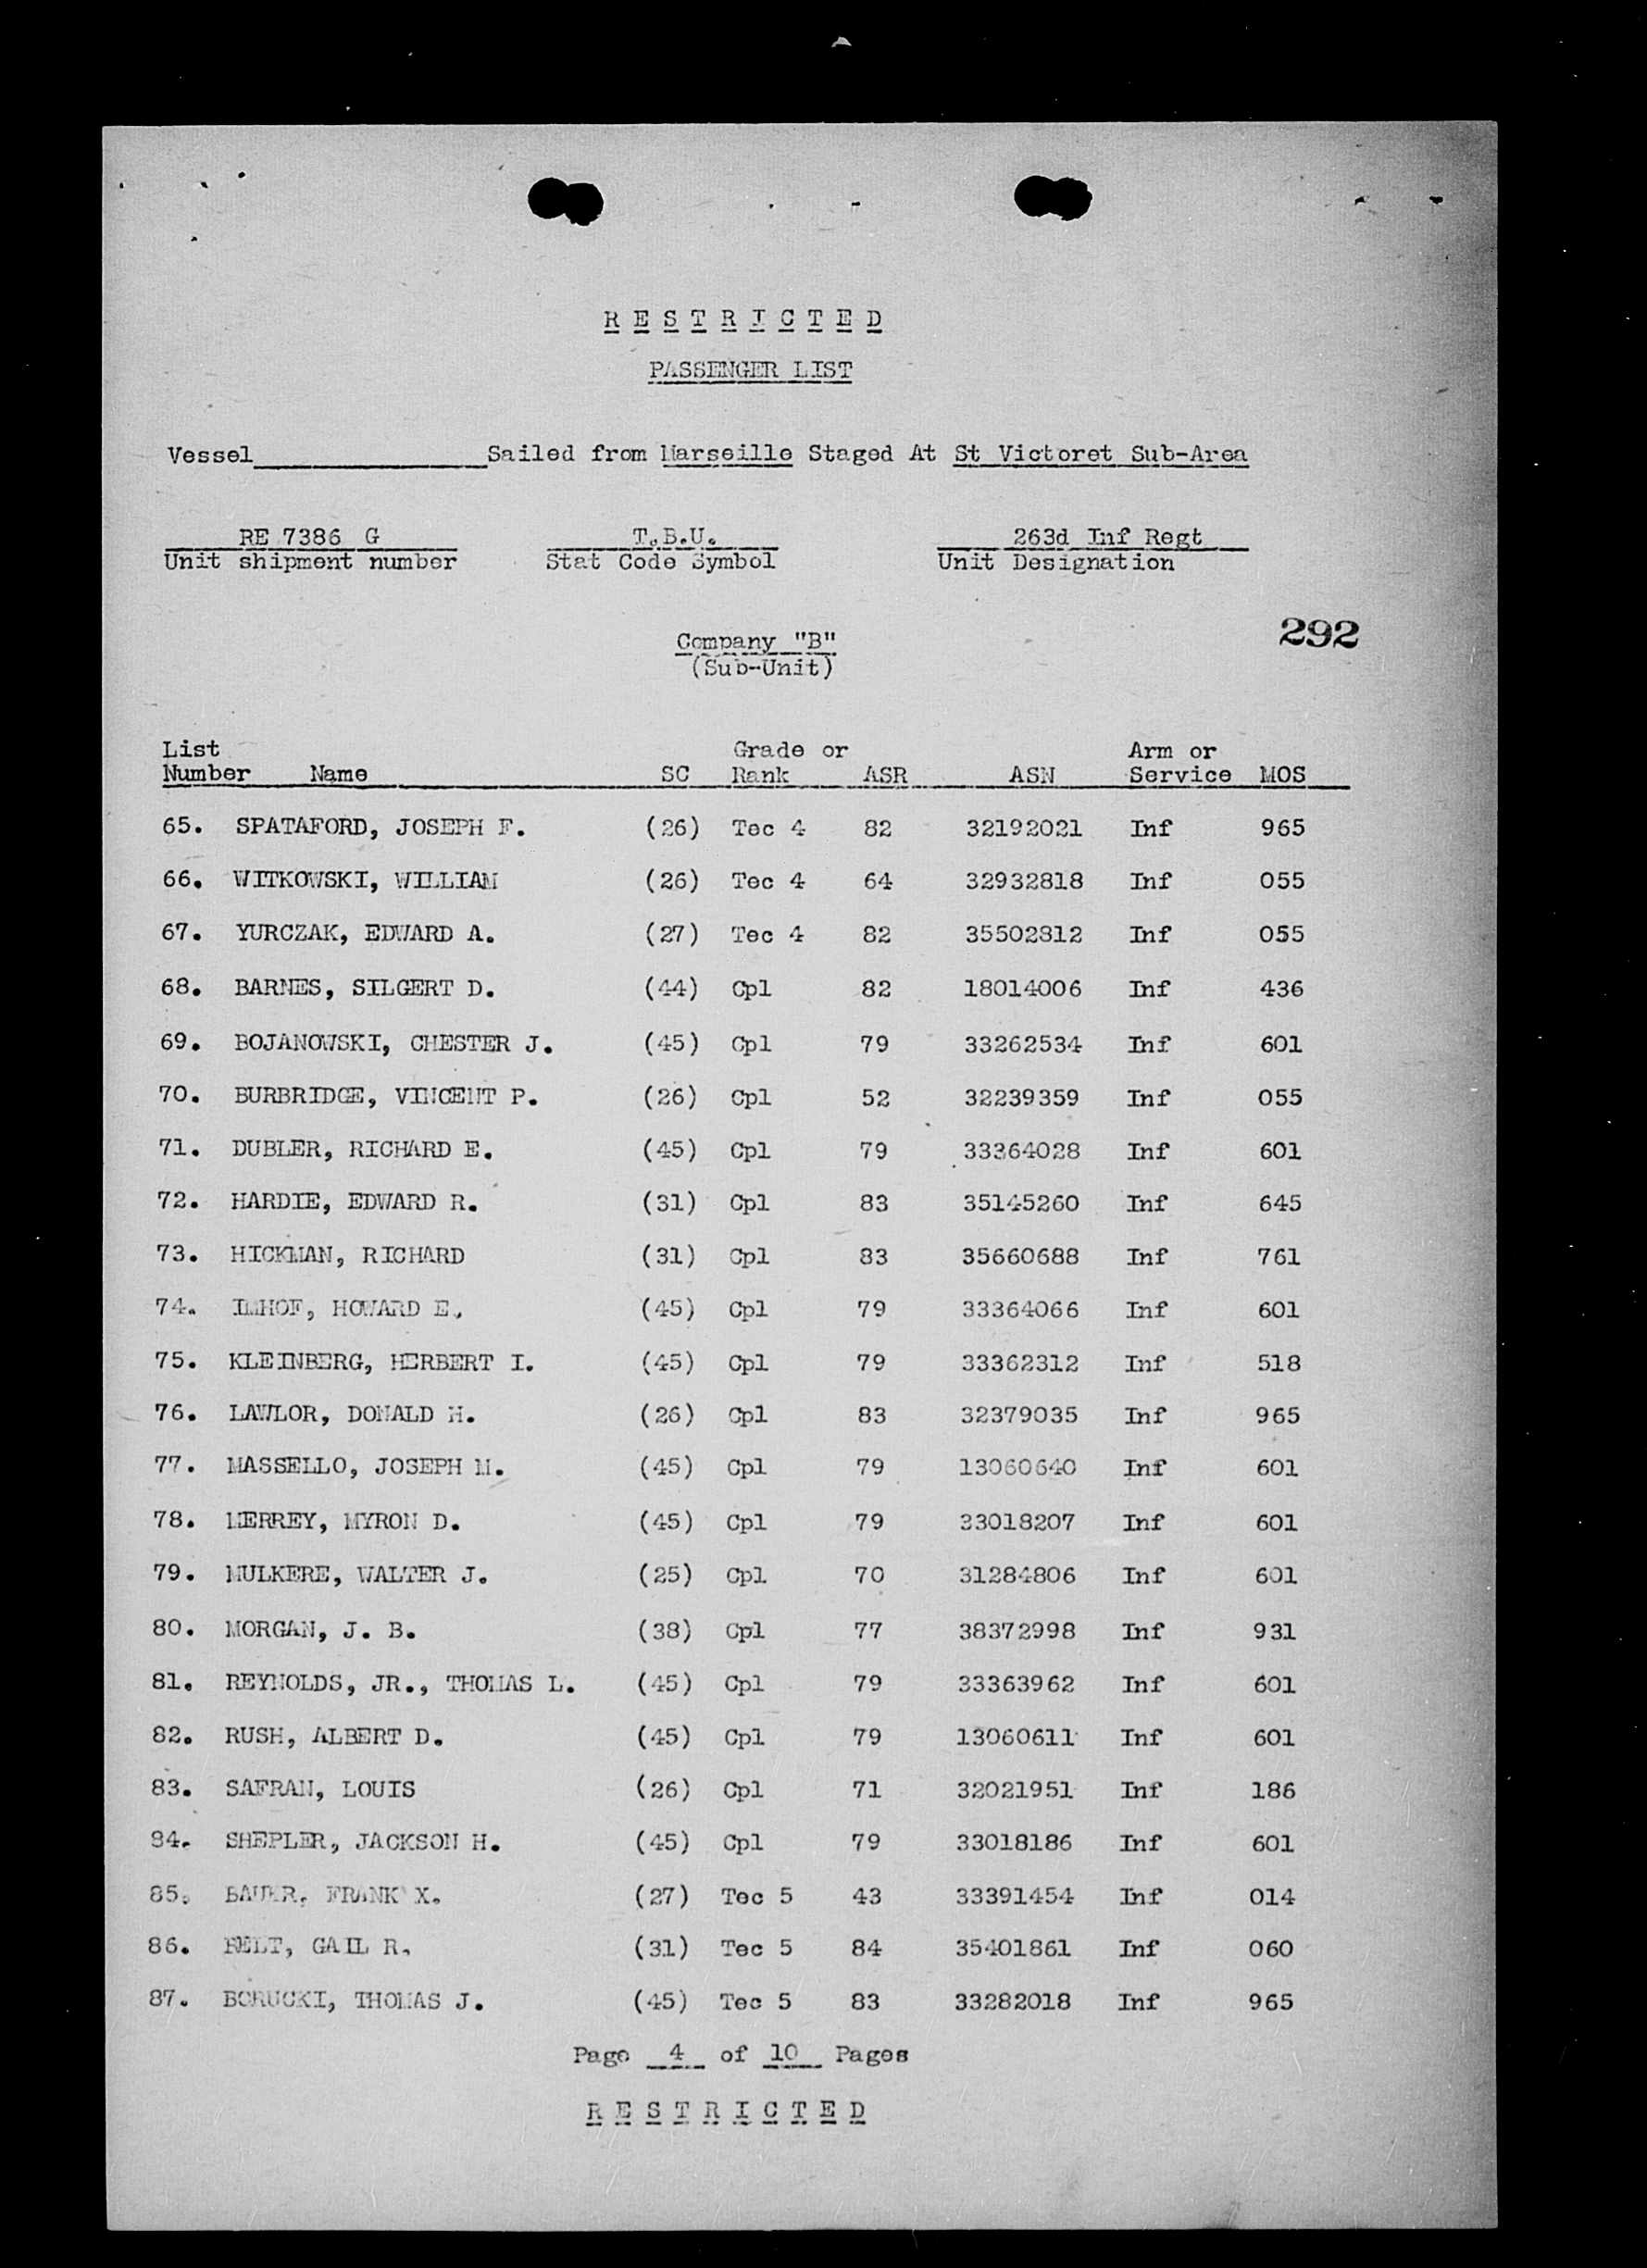 RESTRICTED
PASSENGER LIST
Vessel______________Sailed from Marseille Staged At St Victoret Sub-Area
RE 7386 G T.B.U. 263d Inf Regt
Unit shipment number Stat Code Symbol Unit Designation
292
Company "B"
(Sub-Unit)
List Grade or Arm or
Number Name SC Rank ASR ASN Service MOS
65. SPATAFORD, JOSEPH F. (26) Tec 4 82 32192021 Inf 965
66. WITKOWSKI, WILLIAM (26) Tec 4 64 32932818 Inf 055
67. YURCZAK, EDWARD A. (27) Tec 4 82 35502812 Inf 055
68. BARNES, SILGERT D. (44) Cpl 82 18014006 Inf 436
69. BOJANOWSKI, CHESTER J. (45) Cpl 79 33262534 Inf 601
70. BURBRIDGE, VINCENT P. (26) Cpl 52 32239359 Inf 055
71. DUBLER, RICHARD E. (45) Cpl 79 33364028 Inf 601
72. HARDIE, EDWARD R. (31) Cpl 83 35145260 Inf 645
73. HICKMAN, RICHARD (31) Cpl 83 35660688 Inf 761
74. IMHOF, HOWARD E. (45) Cpl 79 33364066 Inf 601
75. KLEINBERG, HERBERT I. (45) Cpl 79 33362312 Inf 518
76. LAWLOR, DONALD H. (26) Cpl 83 32379035 Inf 965
77. MASSELLO, JOSEPH M. (45) Cpl 79 13060640 Inf 601
78. MERREY, MYRON D. (45) Cpl 79 33018207 Inf 601
79. MULKERE, WALTER J. (25) Cpl 70 31284806 Inf 601
80. MORGAN, J. B. (38) Cpl 77 38372998 Inf 931
81. REYNOLDS, JR., THOMAS L. (45) Cpl 79 33363962 Inf 601
82. RUSH, ALBERT D. (45) Cpl 79 13060611 Inf 601
83. SAFRAN, LOUIS (26) Cpl 71 32021951 Inf 186
84. SHEPLER, JACKSON H. (45) Cpl 79 33018186 Inf 601
85. BAUER, FRANK X. (27) Tec 5 43 33391454 Inf 014
86. BELT, GAIL R. (31) Tec 5 84 35401861 Inf 060
87. BORUCKI, THOMAS J. (45) Tec 5 83 33282018 Inf 965
Page 4 of 10 Pages
RESTRICTED